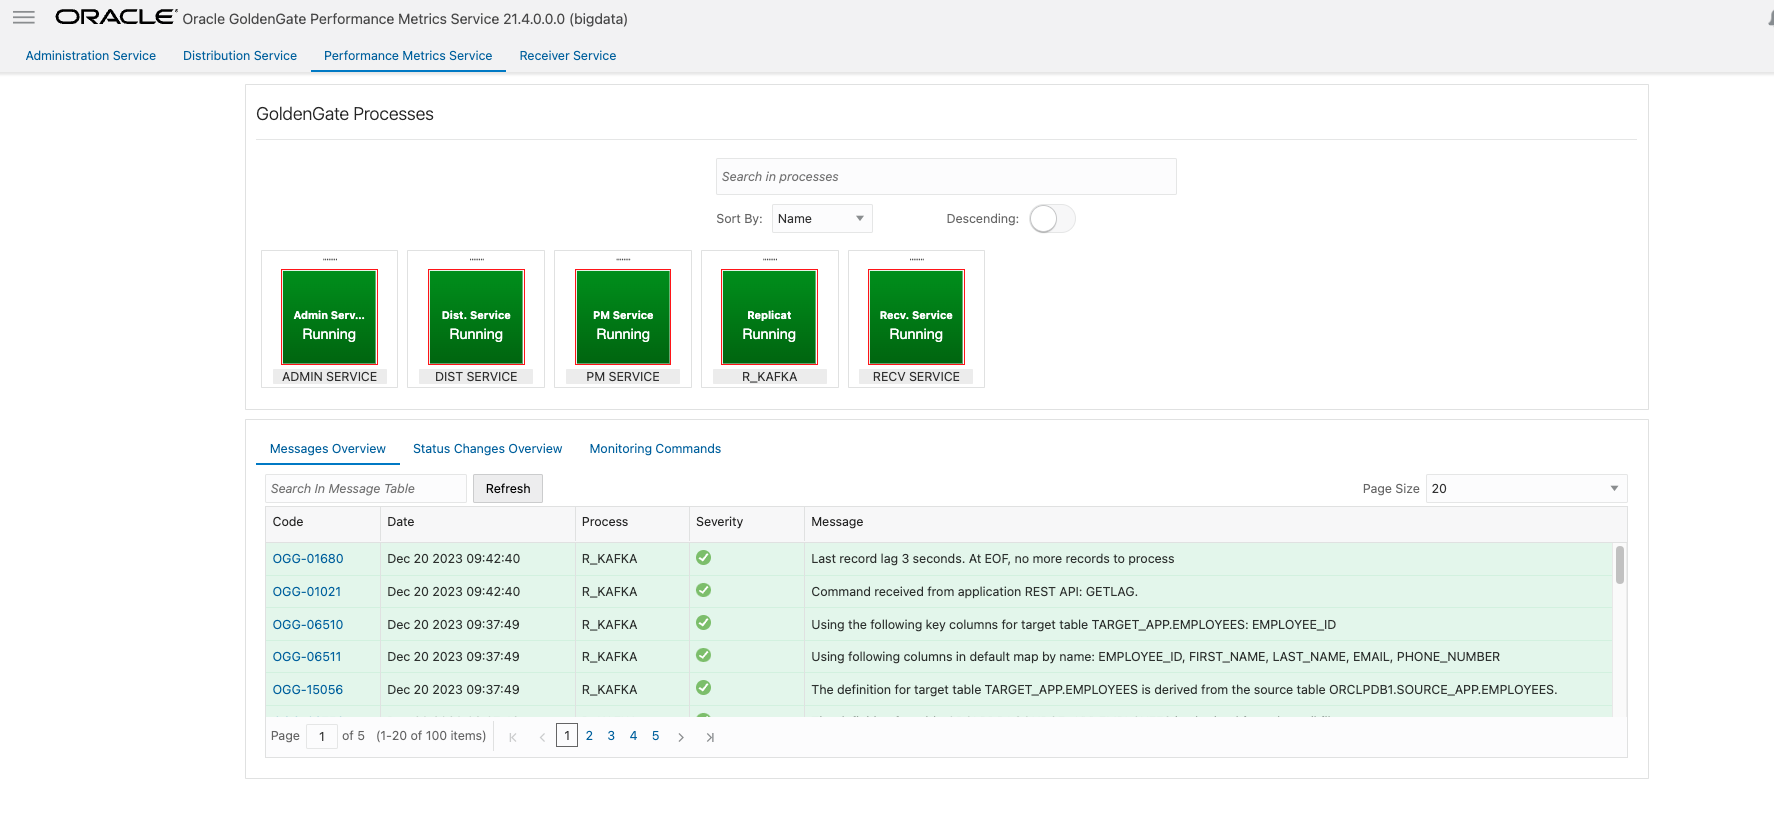 ORACLE Oracle GoldenGate Performance Metrics Service 21.4.0.0.0 (bigdata)
Administration Service Distribution Service Performance Metrics Service Receiver Service
GoldenGate Processes
Search in processes
Sort By: Name Descending:
Admin Serv... Dist. Service PM Service Replicat Recv. Service
Running Running Running Running Running
ADMIN SERVICE DIST SERVICE PM SERVICE R_KAFKA RECV SERVICE
Messages Overview Status Changes Overview Monitoring Commands
Search In Message Table Refresh Page Size 20
Code Date Process Severity Message
OGG-01680 Dec 20 2023 09:42:40 R_KAFKA Last record lag 3 seconds. At EOF, no more records to process
OGG-01021 Dec 20 2023 09:42:40 R_KAFKA Command received from application REST API: GETLAG.
OGG-06510 Dec 20 2023 09:37:49 R_KAFKA Using the following key columns for target table TARGET_APP.EMPLOYEES: EMPLOYEE_ID
OGG-06511 Dec 20 2023 09:37:49 R_KAFKA Using following columns in default map by name: EMPLOYEE_ID, FIRST_NAME, LAST_NAME, EMAIL, PHONE_NUMBER
OGG-15056 Dec 20 2023 09:37:49 R_KAFKA The definition for target table TARGET_APP.EMPLOYEES is derived from the source table ORCLPDB1.SOURCE_APP.EMPLOYEES.
Page 1 of 5 (1-20 of 100 items) 1 2 3 4 5